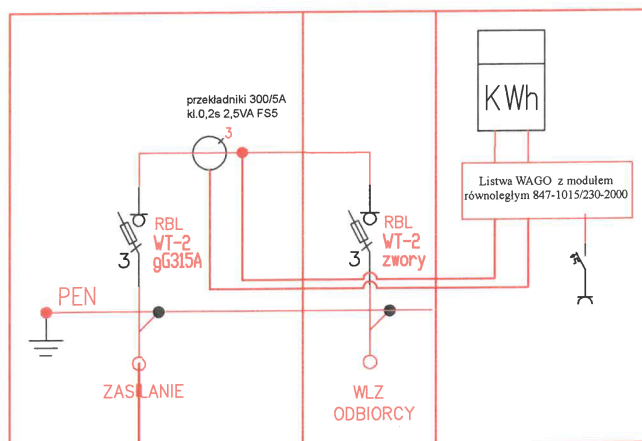 przekładniki 300/5A
kl.0,2s 2,5VA FS5
3
KWh
Listwa WAGO z modułem
równoległym 847-1015/230-2000
RBL
WT-2
gG315A
3
RBL
WT-2
zwory
3
PEN
ZASILANIE
WLZ
ODBIORCY